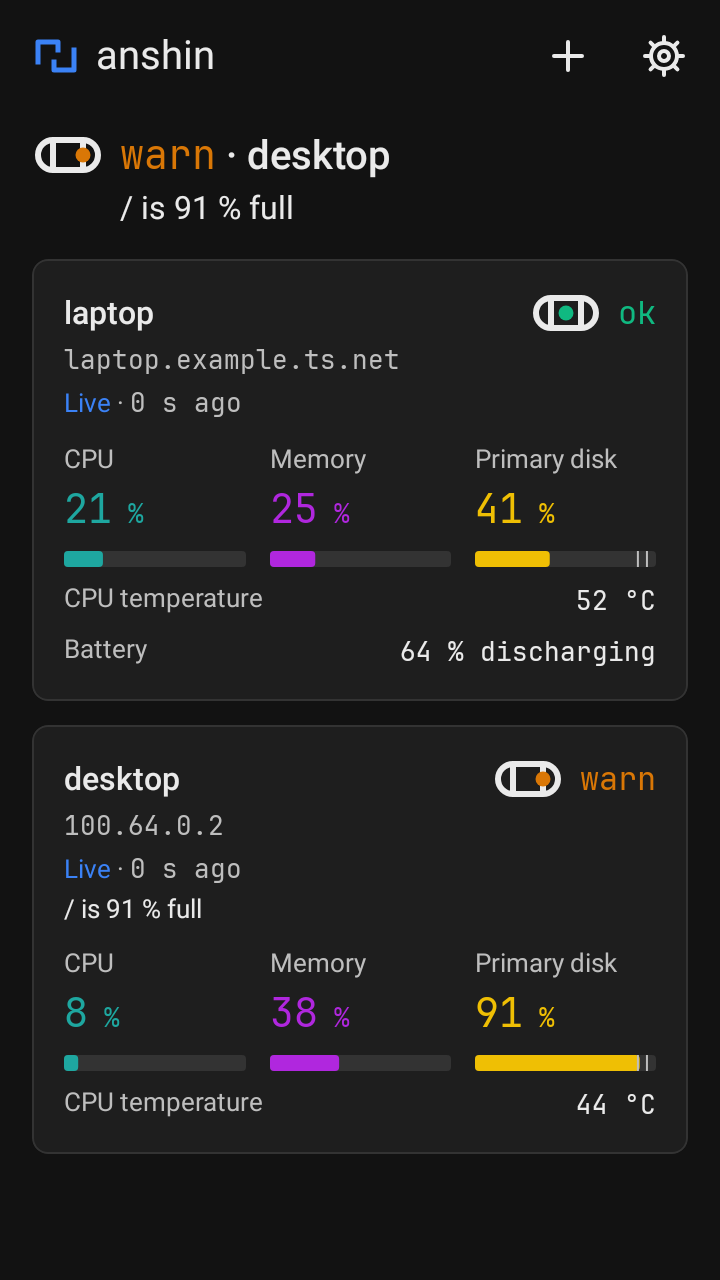 anshin
warn · desktop
/ is 91 % full
laptop
ok
laptop.example.ts.net
Live · 0 s ago
CPU Memory Primary disk
21 % 25 % 41 %
CPU temperature 52 °C
Battery 64 % discharging
desktop
warn
100.64.0.2
Live · 0 s ago
/ is 91 % full
CPU Memory Primary disk
8 % 38 % 91 %
CPU temperature 44 °C